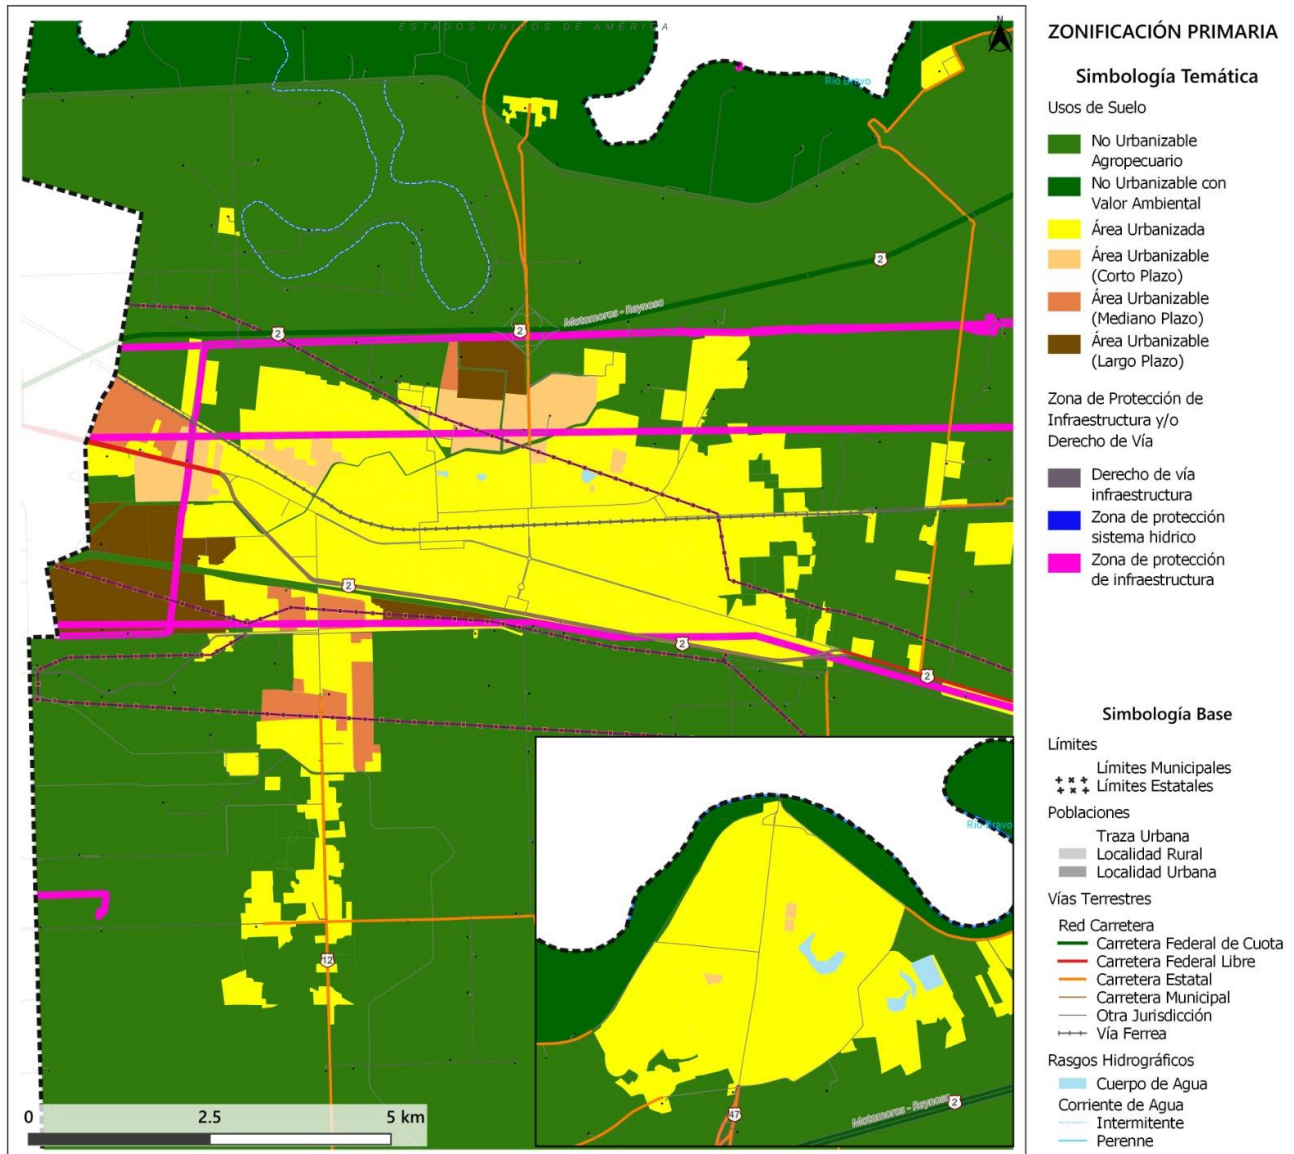 ESTADOS UNIDOS DE AMÉRICA
N
Río Bravo
2
Matamoros - Reynosa
2
2
2
2
2
12
Río Bravo
47
Matamoros - Reynosa
2
0 2.5 5 km
ZONIFICACIÓN PRIMARIA
Simbología Temática
Usos de Suelo
No Urbanizable
Agropecuario
No Urbanizable con
Valor Ambiental
Área Urbanizada
Área Urbanizable
(Corto Plazo)
Área Urbanizable
(Mediano Plazo)
Área Urbanizable
(Largo Plazo)
Zona de Protección de
Infraestructura y/o
Derecho de Vía
Derecho de vía
infraestructura
Zona de protección
sistema hidrico
Zona de protección
de infraestructura
Simbología Base
Límites
Límites Municipales
Límites Estatales
Poblaciones
Traza Urbana
Localidad Rural
Localidad Urbana
Vías Terrestres
Red Carretera
Carretera Federal de Cuota
Carretera Federal Libre
Carretera Estatal
Carretera Municipal
Otra Jurisdicción
Vía Ferrea
Rasgos Hidrográficos
Cuerpo de Agua
Corriente de Agua
Intermitente
Perenne